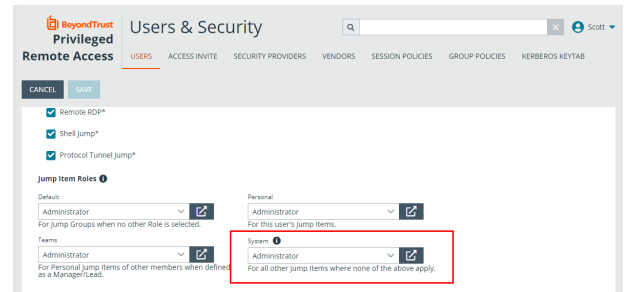 BeyondTrust
Privileged
Remote Access
Users & Security
Scott
USERS ACCESS INVITE SECURITY PROVIDERS VENDORS SESSION POLICIES GROUP POLICIES KERBEROS KEYTAB
CANCEL SAVE
Remote RDP*
Shell Jump*
Protocol Tunnel Jump*
Jump Item Roles
Default Personal
Administrator Administrator
For Jump Groups when no other Role is selected. For this user's Jump Items.
Teams System
Administrator Administrator
For Personal Jump Items of other members when defined For all other Jump Items where none of the above apply.
as a Manager/Lead.